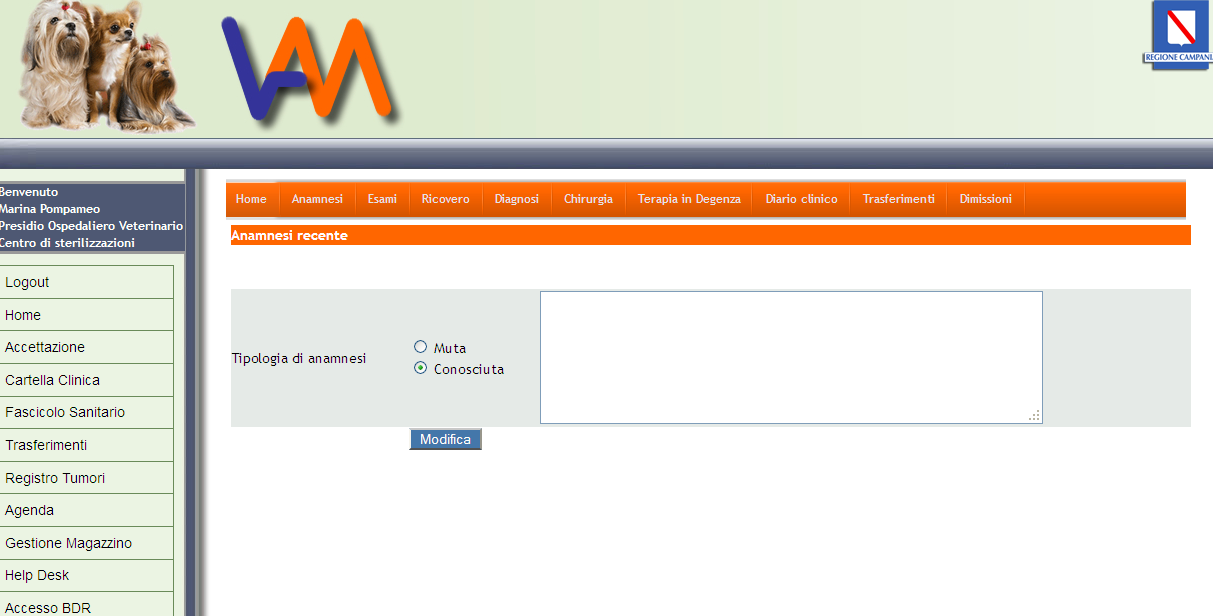 VAM
REGIONE CAMPANI
Benvenuto
Marina Pompameo
Presidio Ospedaliero Veterinario
Centro di sterilizzazioni
Logout
Home
Accettazione
Cartella Clinica
Fascicolo Sanitario
Trasferimenti
Registro Tumori
Agenda
Gestione Magazzino
Help Desk
Accesso BDR
Home Anamnesi Esami Ricovero Diagnosi Chirurgia Terapia in Degenza Diario clinico Trasferimenti Dimissioni
Anamnesi recente
Tipologia di anamnesi
Muta
Conosciuta
Modifica